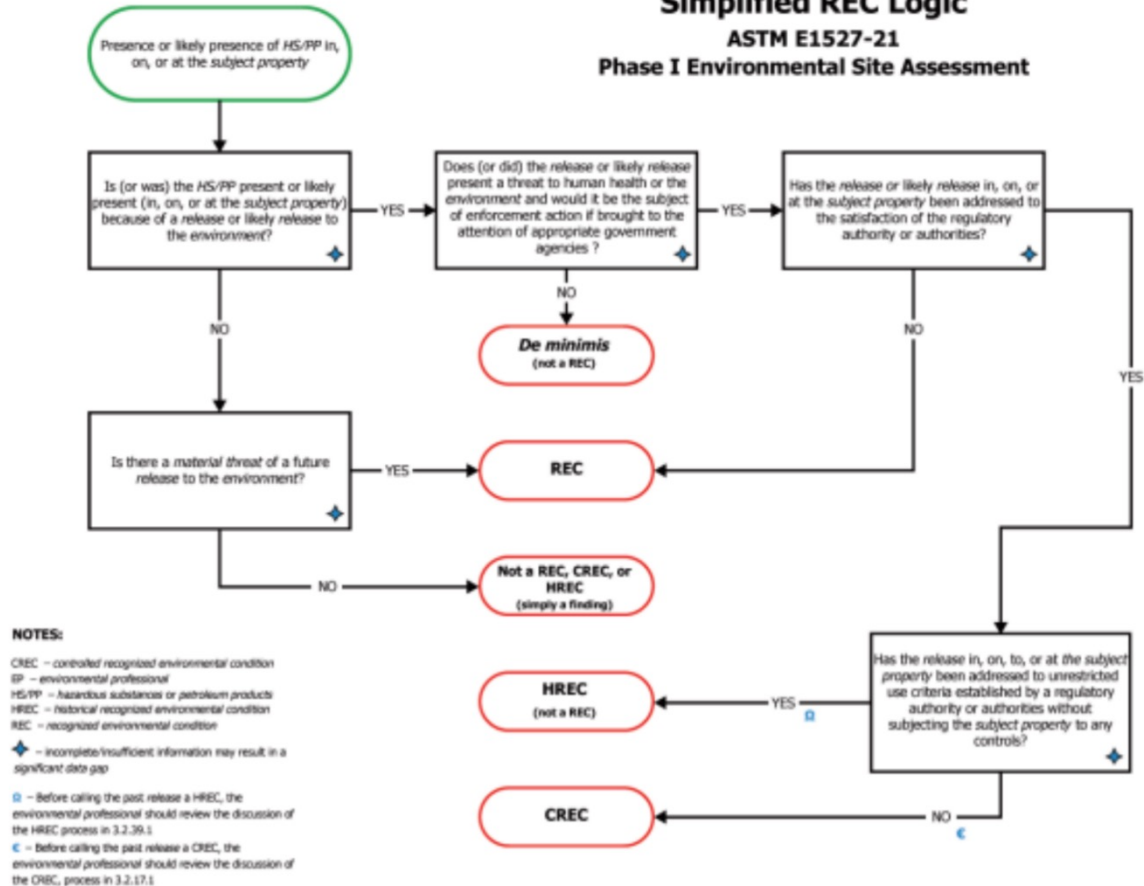 Simplified REC Logic
ASTM E1527-21
Phase I Environmental Site Assessment
Presence or likely presence of HS/PP in,
on, or at the subject property
Is (or was) the HS/PP present or likely
present (in, on, or at the subject property)
because of a release or likely release to
the environment?
YES
Does (or did) the release or likely release
present a threat to human health or the
environment and would it be the subject
of enforcement action if brought to the
attention of appropriate government
agencies ?
YES
Has the release or likely release in, on, or
at the subject property been addressed to
the satisfaction of the regulatory
authority or authorities?
NO
De minimis
(not a REC)
NO
NO
YES
Is there a material threat of a future
release to the environment?
YES
REC
NO
Not a REC, CREC, or
HREC
(simply a finding)
Has the release in, on, to, or at the subject
property been addressed to unrestricted
use criteria established by a regulatory
authority or authorities without
subjecting the subject property to any
controls?
YES
Ω
HREC
(not a REC)
NO
€
CREC
NOTES:
CREC – controlled recognized environmental condition
EP – environmental professional
HS/PP – hazardous substances or petroleum products
HREC – historical recognized environmental condition
REC – recognized environmental condition
– incomplete/insufficient information may result in a
significant data gap
Ω – Before calling the past release a HREC, the
environmental professional should review the discussion of
the HREC process in 3.2.39.1
€ – Before calling the past release a CREC, the
environmental professional should review the discussion of
the CREC, process in 3.2.17.1